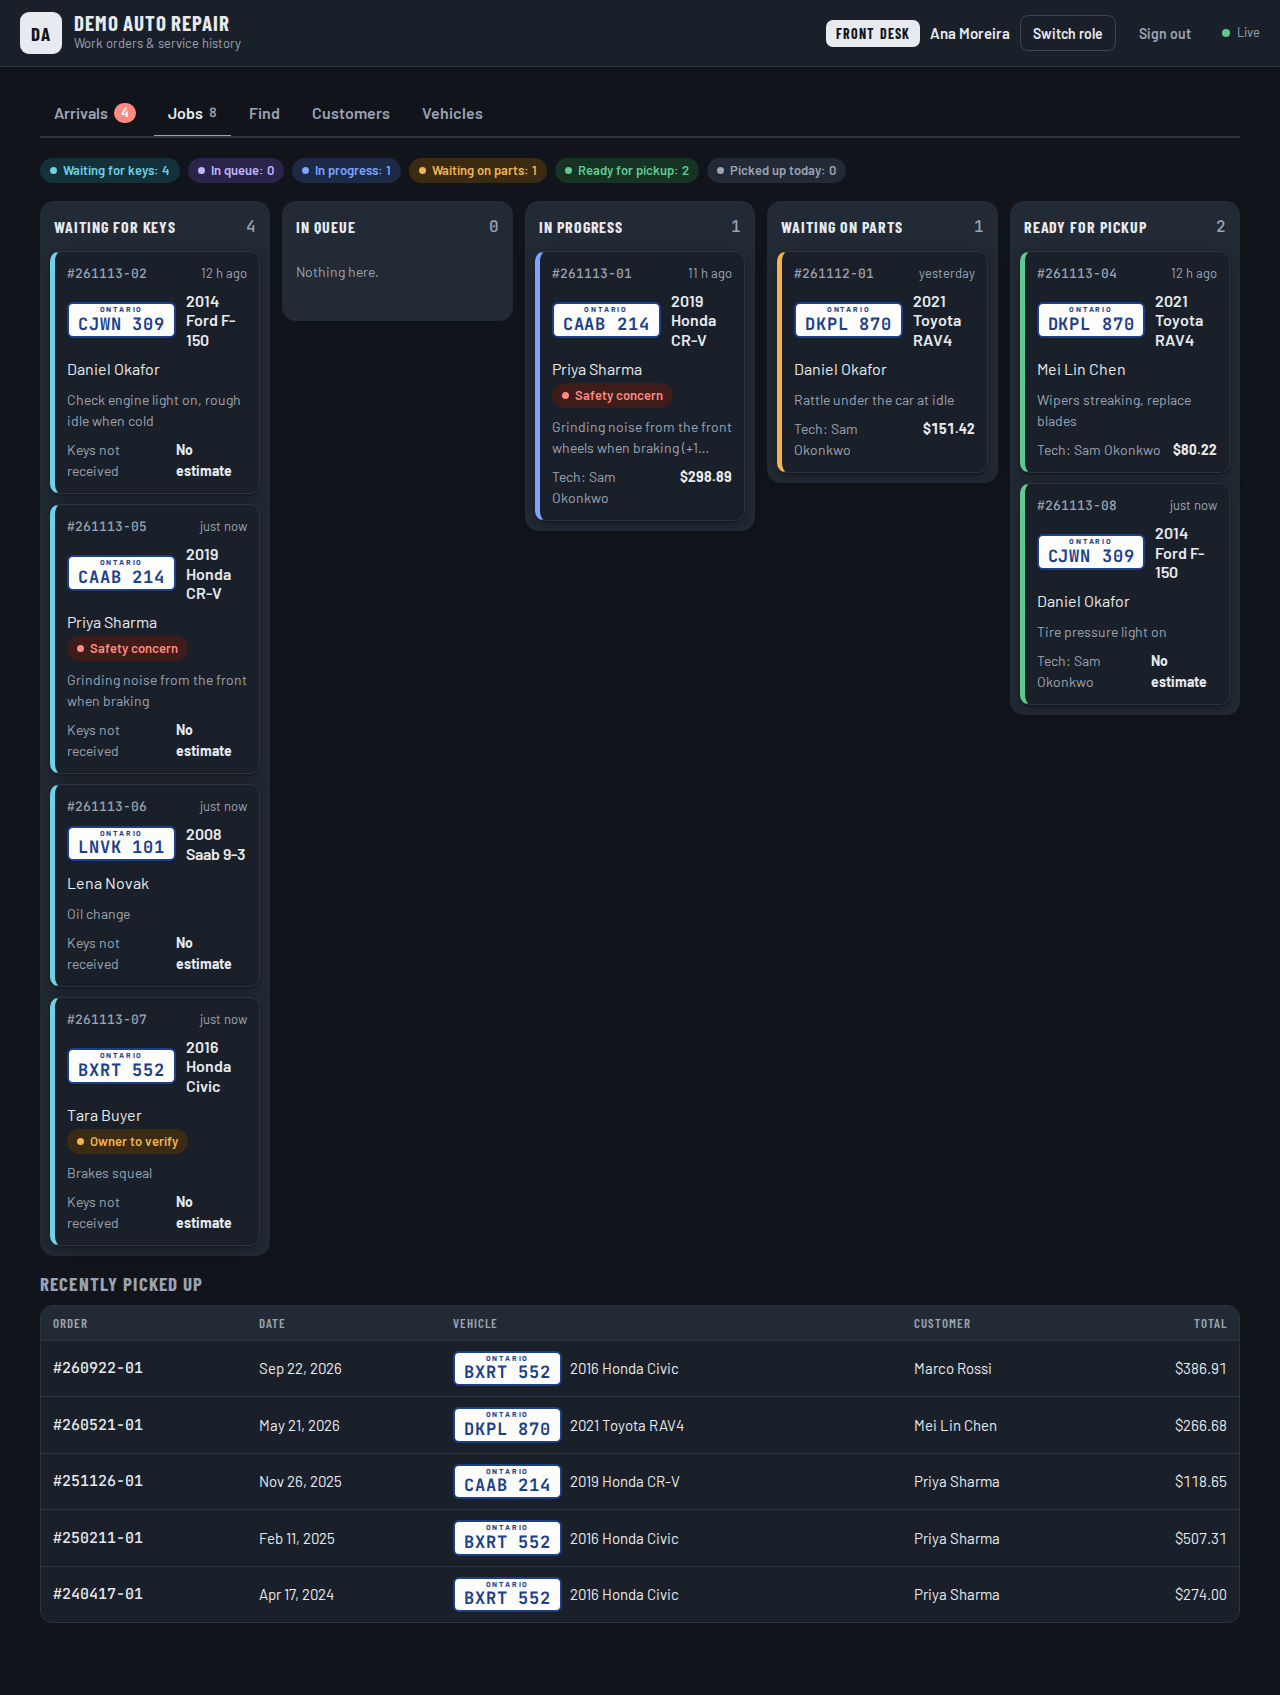 DA
DEMO AUTO REPAIR
Work orders & service history
FRONT DESK
Ana Moreira
Switch role
Sign out
Live
Arrivals 4
Jobs 8
Find
Customers
Vehicles
Waiting for keys: 4
In queue: 0
In progress: 1
Waiting on parts: 1
Ready for pickup: 2
Picked up today: 0
WAITING FOR KEYS 4
#261113-02 12 h ago
ONTARIO
CJWN 309
2014
Ford F-
150
Daniel Okafor
Check engine light on, rough
idle when cold
Keys not
received
No
estimate
#261113-05 just now
ONTARIO
CAAB 214
2019
Honda
CR-V
Priya Sharma
Safety concern
Grinding noise from the front
when braking
Keys not
received
No
estimate
#261113-06 just now
ONTARIO
LNVK 101
2008
Saab 9-3
Lena Novak
Oil change
Keys not
received
No
estimate
#261113-07 just now
ONTARIO
BXRT 552
2016
Honda
Civic
Tara Buyer
Owner to verify
Brakes squeal
Keys not
received
No
estimate
IN QUEUE 0
Nothing here.
IN PROGRESS 1
#261113-01 11 h ago
ONTARIO
CAAB 214
2019
Honda
CR-V
Priya Sharma
Safety concern
Grinding noise from the front
wheels when braking (+1...
Tech: Sam
Okonkwo
$298.89
WAITING ON PARTS 1
#261112-01 yesterday
ONTARIO
DKPL 870
2021
Toyota
RAV4
Daniel Okafor
Rattle under the car at idle
Tech: Sam
Okonkwo
$151.42
READY FOR PICKUP 2
#261113-04 12 h ago
ONTARIO
DKPL 870
2021
Toyota
RAV4
Mei Lin Chen
Wipers streaking, replace
blades
Tech: Sam Okonkwo $80.22
#261113-08 just now
ONTARIO
CJWN 309
2014
Ford F-
150
Daniel Okafor
Tire pressure light on
Tech: Sam
Okonkwo
No
estimate
RECENTLY PICKED UP
ORDER DATE VEHICLE CUSTOMER TOTAL
#260922-01 Sep 22, 2026 ONTARIO BXRT 552 2016 Honda Civic Marco Rossi $386.91
#260521-01 May 21, 2026 ONTARIO DKPL 870 2021 Toyota RAV4 Mei Lin Chen $266.68
#251126-01 Nov 26, 2025 ONTARIO CAAB 214 2019 Honda CR-V Priya Sharma $118.65
#250211-01 Feb 11, 2025 ONTARIO BXRT 552 2016 Honda Civic Priya Sharma $507.31
#240417-01 Apr 17, 2024 ONTARIO BXRT 552 2016 Honda Civic Priya Sharma $274.00